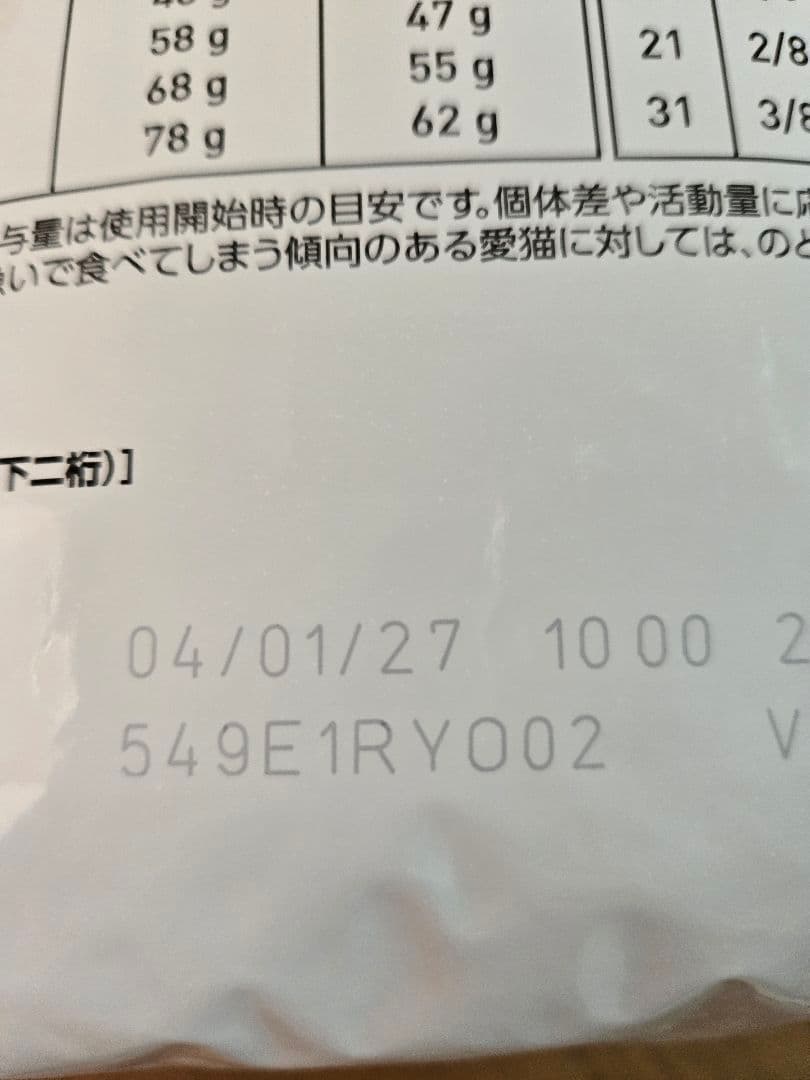 58 g
68 g
78 g
47 g
55 g
62 g
21 2/8
31 3/8
与量は使用開始時の目安です。個体差や活動量に応
いで食べてしまう傾向のある愛猫に対しては、のど
下二桁)]
04/01/27 10 00 2
549E1RY002 V